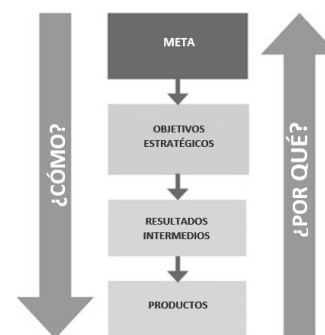 META
OBJETIVOS
ESTRATÉGICOS
RESULTADOS
INTERMEDIOS
PRODUCTOS
¿CÓMO?
¿POR QUÉ?